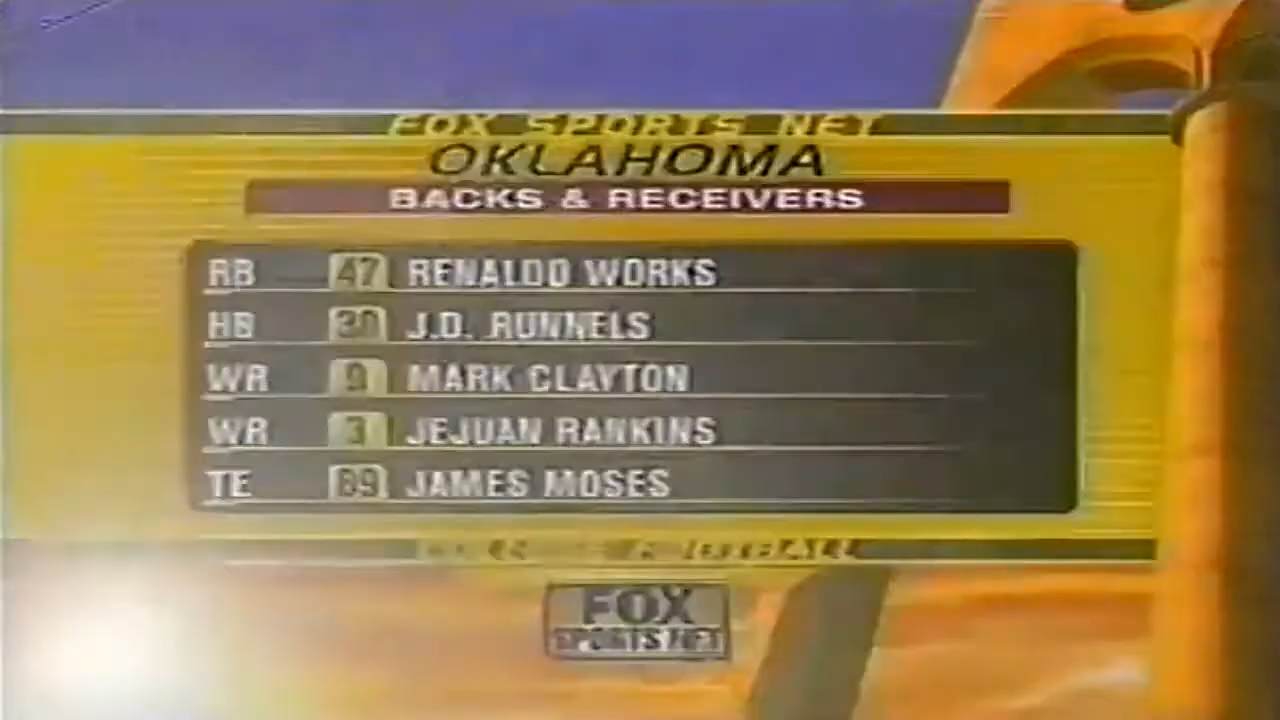 FOX SPORTS NET
OKLAHOMA
BACKS & RECEIVERS
RB 47 RENALDO WORKS
HB 30 J.D. RUNNELS
WR 9 MARK CLAYTON
WR 3 JEJUAN RANKINS
TE 89 JAMES MOSES
FOX
SPORTS NET